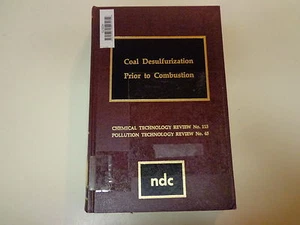 Coal Desulfurization
Prior to Combustion
CHEMICAL TECHNOLOGY REVIEW No. 113
POLLUTION TECHNOLOGY REVIEW No. 45
ndc